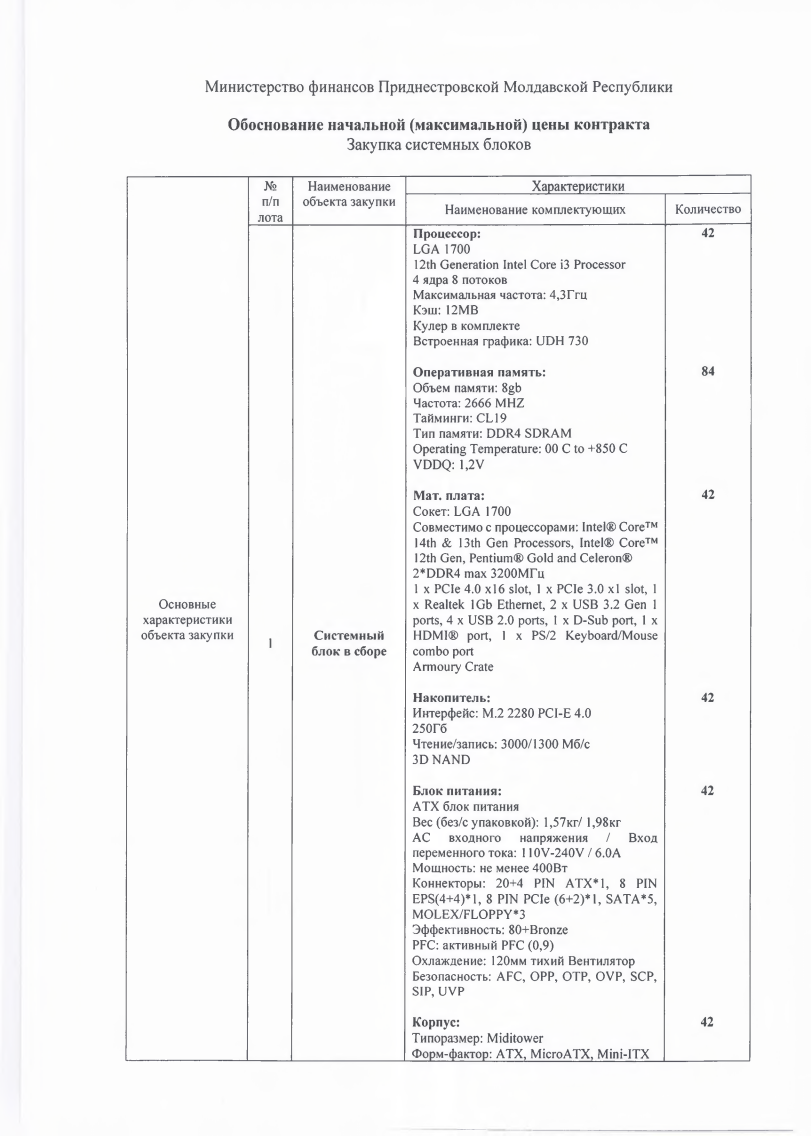 Министерство финансов Приднестровской Молдавской Республики
Обоснование начальной (максимальной) цены контракта
Закупка системных блоков
№
п/п
лота
Наименование
объекта закупки
Характеристики
Наименование комплектующих
Количество
Основные
характеристики
объекта закупки
1
Системный
блок в сборе
Процессор:
42
LGA 1700
12th Generation Intel Core i3 Processor
4 ядра 8 потоков
Максимальная частота: 4,3Ггц
Кэш: 12MB
Кулер в комплекте
Встроенная графика: UDH 730
Оперативная память:
84
Объем памяти: 8gb
Частота: 2666 MHZ
Тайминги: CL19
Тип памяти: DDR4 SDRAM
Operating Temperature: 00 C to +850 C
VDDQ: 1,2V
Мат. плата:
42
Сокет: LGA 1700
Совместимо с процессорами: Intel® Core™
14th & 13th Gen Processors, Intel® Core™
12th Gen, Pentium® Gold and Celeron®
2*DDR4 max 3200МГц
1 x PCIe 4.0 x16 slot, 1 x PCIe 3.0 x1 slot, 1
x Realtek 1Gb Ethernet, 2 x USB 3.2 Gen 1
ports, 4 x USB 2.0 ports, 1 x D-Sub port, 1 x
HDMI® port, 1 x PS/2 Keyboard/Mouse
combo port
Armoury Crate
Накопитель:
42
Интерфейс: M.2 2280 PCI-E 4.0
250Гб
Чтение/запись: 3000/1300 Мб/с
3D NAND
Блок питания:
42
АТХ блок питания
Вес (без/с упаковкой): 1,57кг/ 1,98кг
АС входного напряжения / Вход
переменного тока: 110V-240V / 6.0A
Мощность: не менее 400Вт
Коннекторы: 20+4 PIN ATX*1, 8 PIN
EPS(4+4)*1, 8 PIN PCIe (6+2)*1, SATA*5,
MOLEX/FLOPPY*3
Эффективность: 80+Bronze
PFC: активный PFC (0,9)
Охлаждение: 120мм тихий Вентилятор
Безопасность: AFC, OPP, OTP, OVP, SCP,
SIP, UVP
Корпус:
42
Типоразмер: Miditower
Форм-фактор: ATX, MicroATX, Mini-ITX